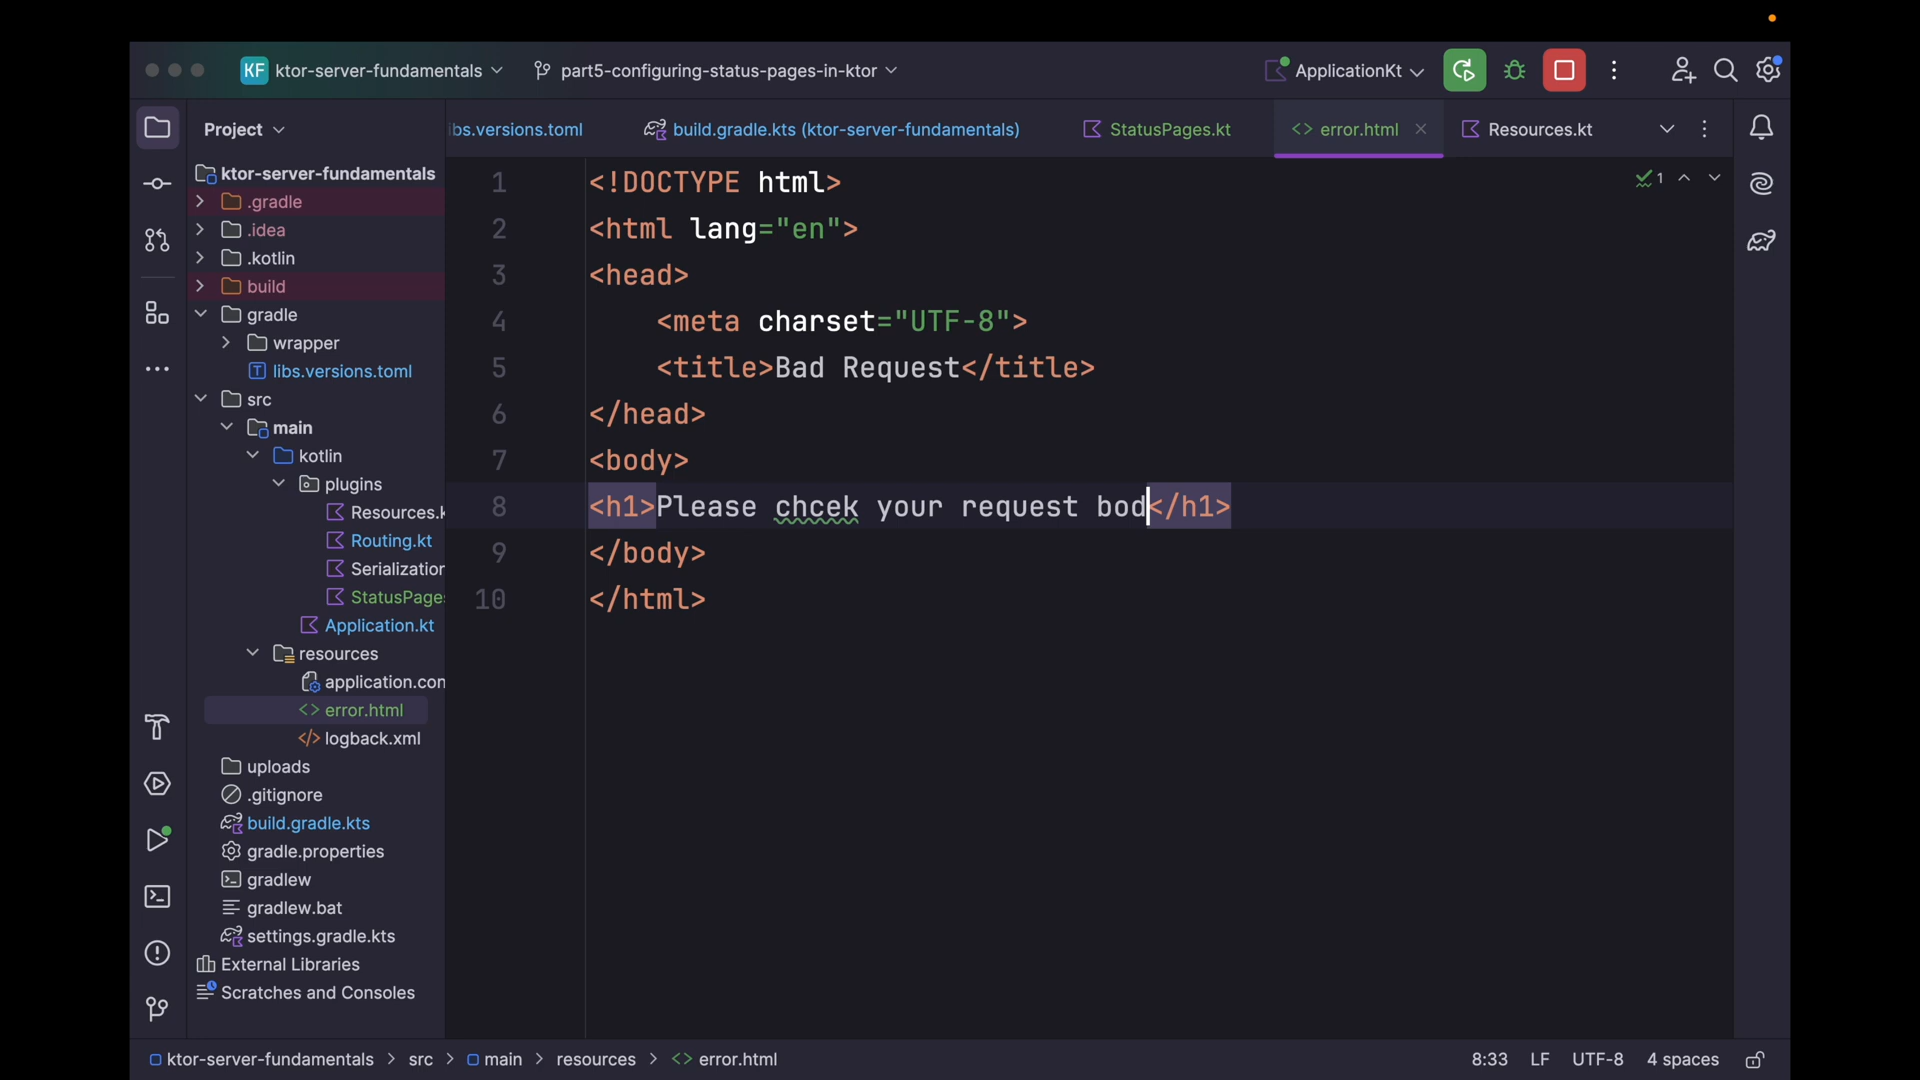 KF ktor-server-fundamentals part5-configuring-status-pages-in-ktor ApplicationKt
Project
ibs.versions.toml build.gradle.kts (ktor-server-fundamentals) StatusPages.kt error.html Resources.kt
ktor-server-fundamentals
.gradle
.idea
.kotlin
build
gradle
wrapper
libs.versions.toml
src
main
kotlin
plugins
Resources.k
Routing.kt
Serialization
StatusPages
Application.kt
resources
application.con
error.html
logback.xml
uploads
.gitignore
build.gradle.kts
gradle.properties
gradlew
gradlew.bat
settings.gradle.kts
External Libraries
Scratches and Consoles
1 <!DOCTYPE html>
2 <html lang="en">
3 <head>
4 <meta charset="UTF-8">
5 <title>Bad Request</title>
6 </head>
7 <body>
8 <h1>Please chcek your request bod</h1>
9 </body>
10 </html>
1
ktor-server-fundamentals > src > main > resources > error.html
8:33 LF UTF-8 4 spaces